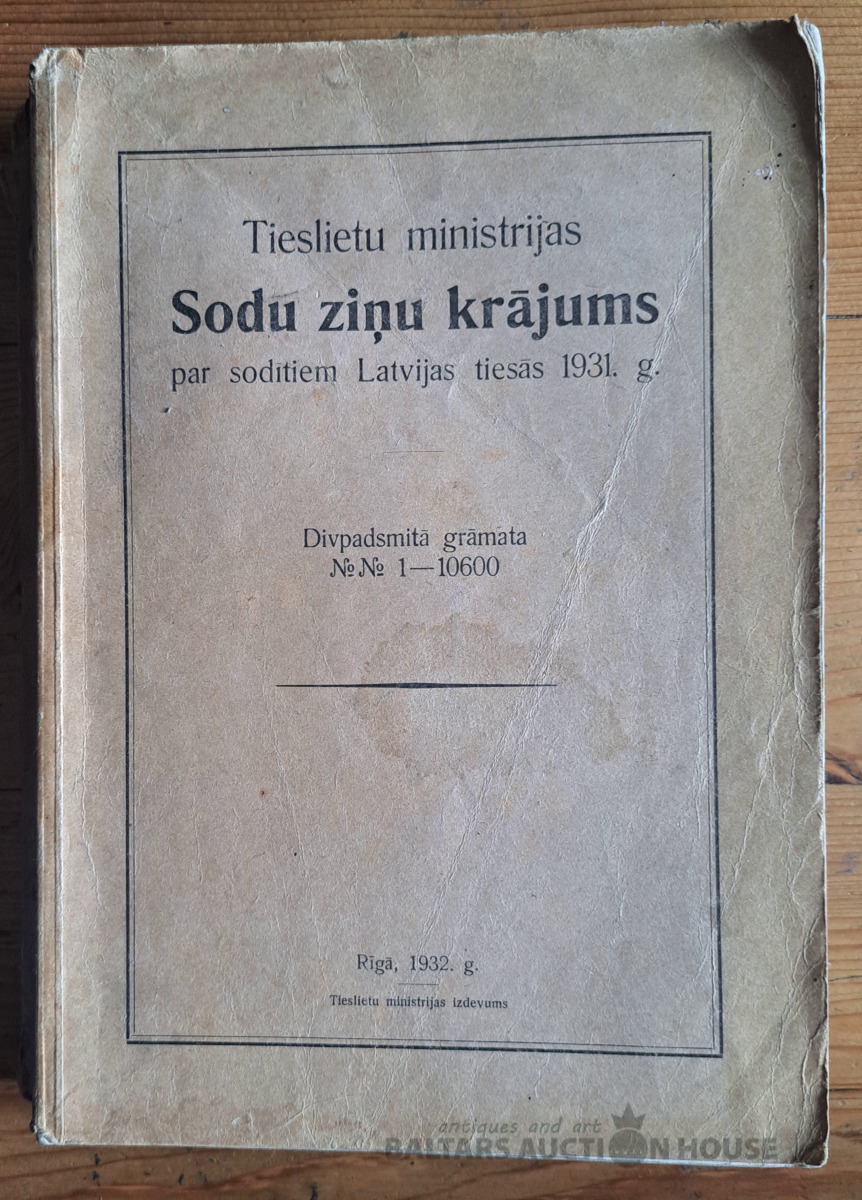 Tieslietu ministrijas
Sodu ziņu krājums
par sodītiem Latvijas tiesās 1931. g.
Divpadsmitā grāmata
№№ 1—10600
Rīgā, 1932. g.
Tieslietu ministrijas izdevums
antiques and art
BALTARS AUCTION HOUSE